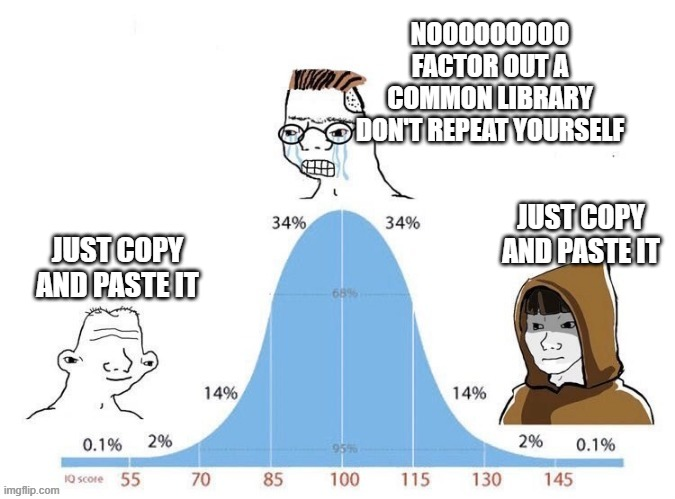 NOOOOOOOOO
FACTOR OUT A
COMMON LIBRARY
DON'T REPEAT YOURSELF
JUST COPY
AND PASTE IT
JUST COPY
AND PASTE IT
34% 34%
68%
14% 14%
0.1% 2% 95% 2% 0.1%
IQ score 55 70 85 100 115 130 145
imgflip.com